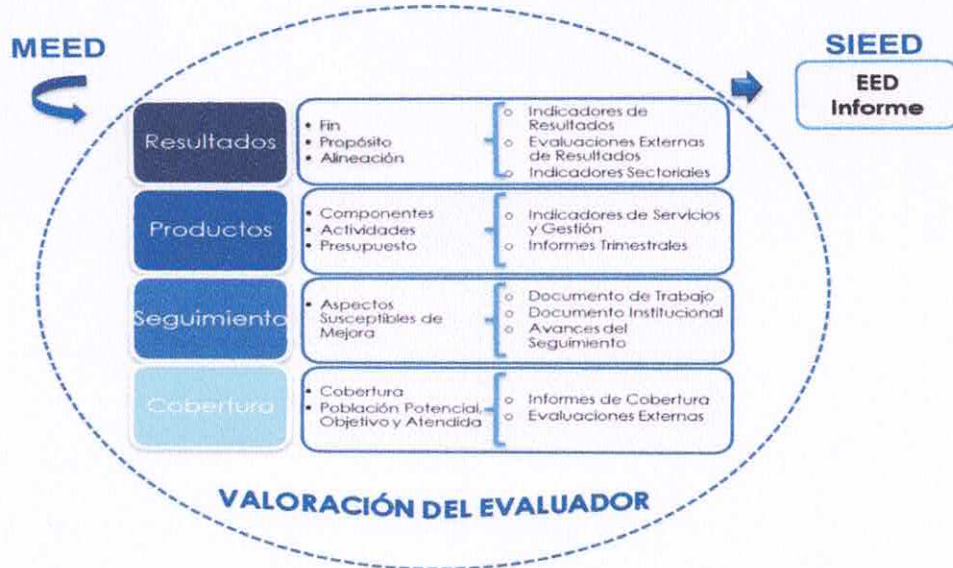 MEED
SIEED
EED
Informe
Resultados
• Fin
• Propósito
• Alineación
o Indicadores de
Resultados
o Evaluaciones Externas
de Resultados
o Indicadores Sectoriales
Productos
• Componentes
• Actividades
• Presupuesto
o Indicadores de Servicios
y Gestión
o Informes Trimestrales
Seguimiento
• Aspectos
Susceptibles de
Mejora
o Documento de Trabajo
o Documento Institucional
o Avances del
Seguimiento
Cobertura
• Cobertura
• Población Potencial,
Objetivo y Atendida
o Informes de Cobertura
o Evaluaciones Externas
VALORACIÓN DEL EVALUADOR